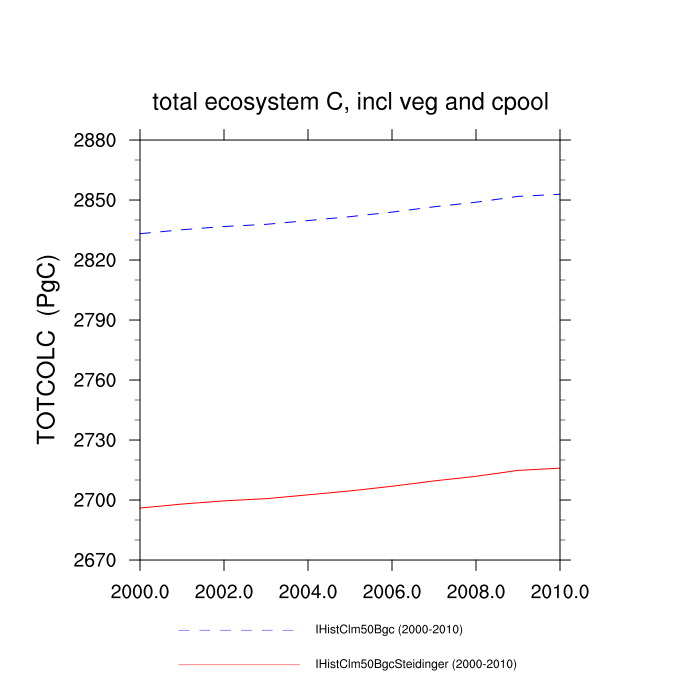 total ecosystem C, incl veg and cpool
TOTCOLC (PgC)
2880
2850
2820
2790
2760
2730
2700
2670
2000.0 2002.0 2004.0 2006.0 2008.0 2010.0
IHistClm50Bgc (2000-2010)
IHistClm50BgcSteidinger (2000-2010)